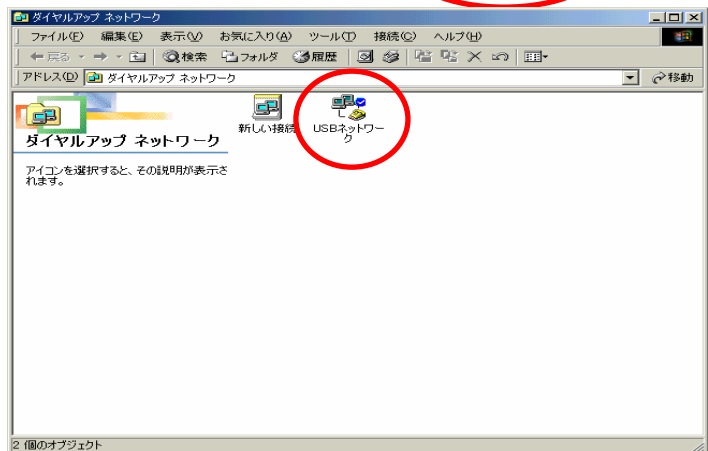 ダイヤルアップ ネットワーク
ファイル(F) 編集(E) 表示(V) お気に入り(A) ツール(T) 接続(C) ヘルプ(H)
戻る 検索 フォルダ 履歴
アドレス(D) ダイヤルアップ ネットワーク 移動
ダイヤルアップ ネットワーク
アイコンを選択すると、その説明が表示さ
れます。
新しい接続
USBネットワー
ク
2 個のオブジェクト